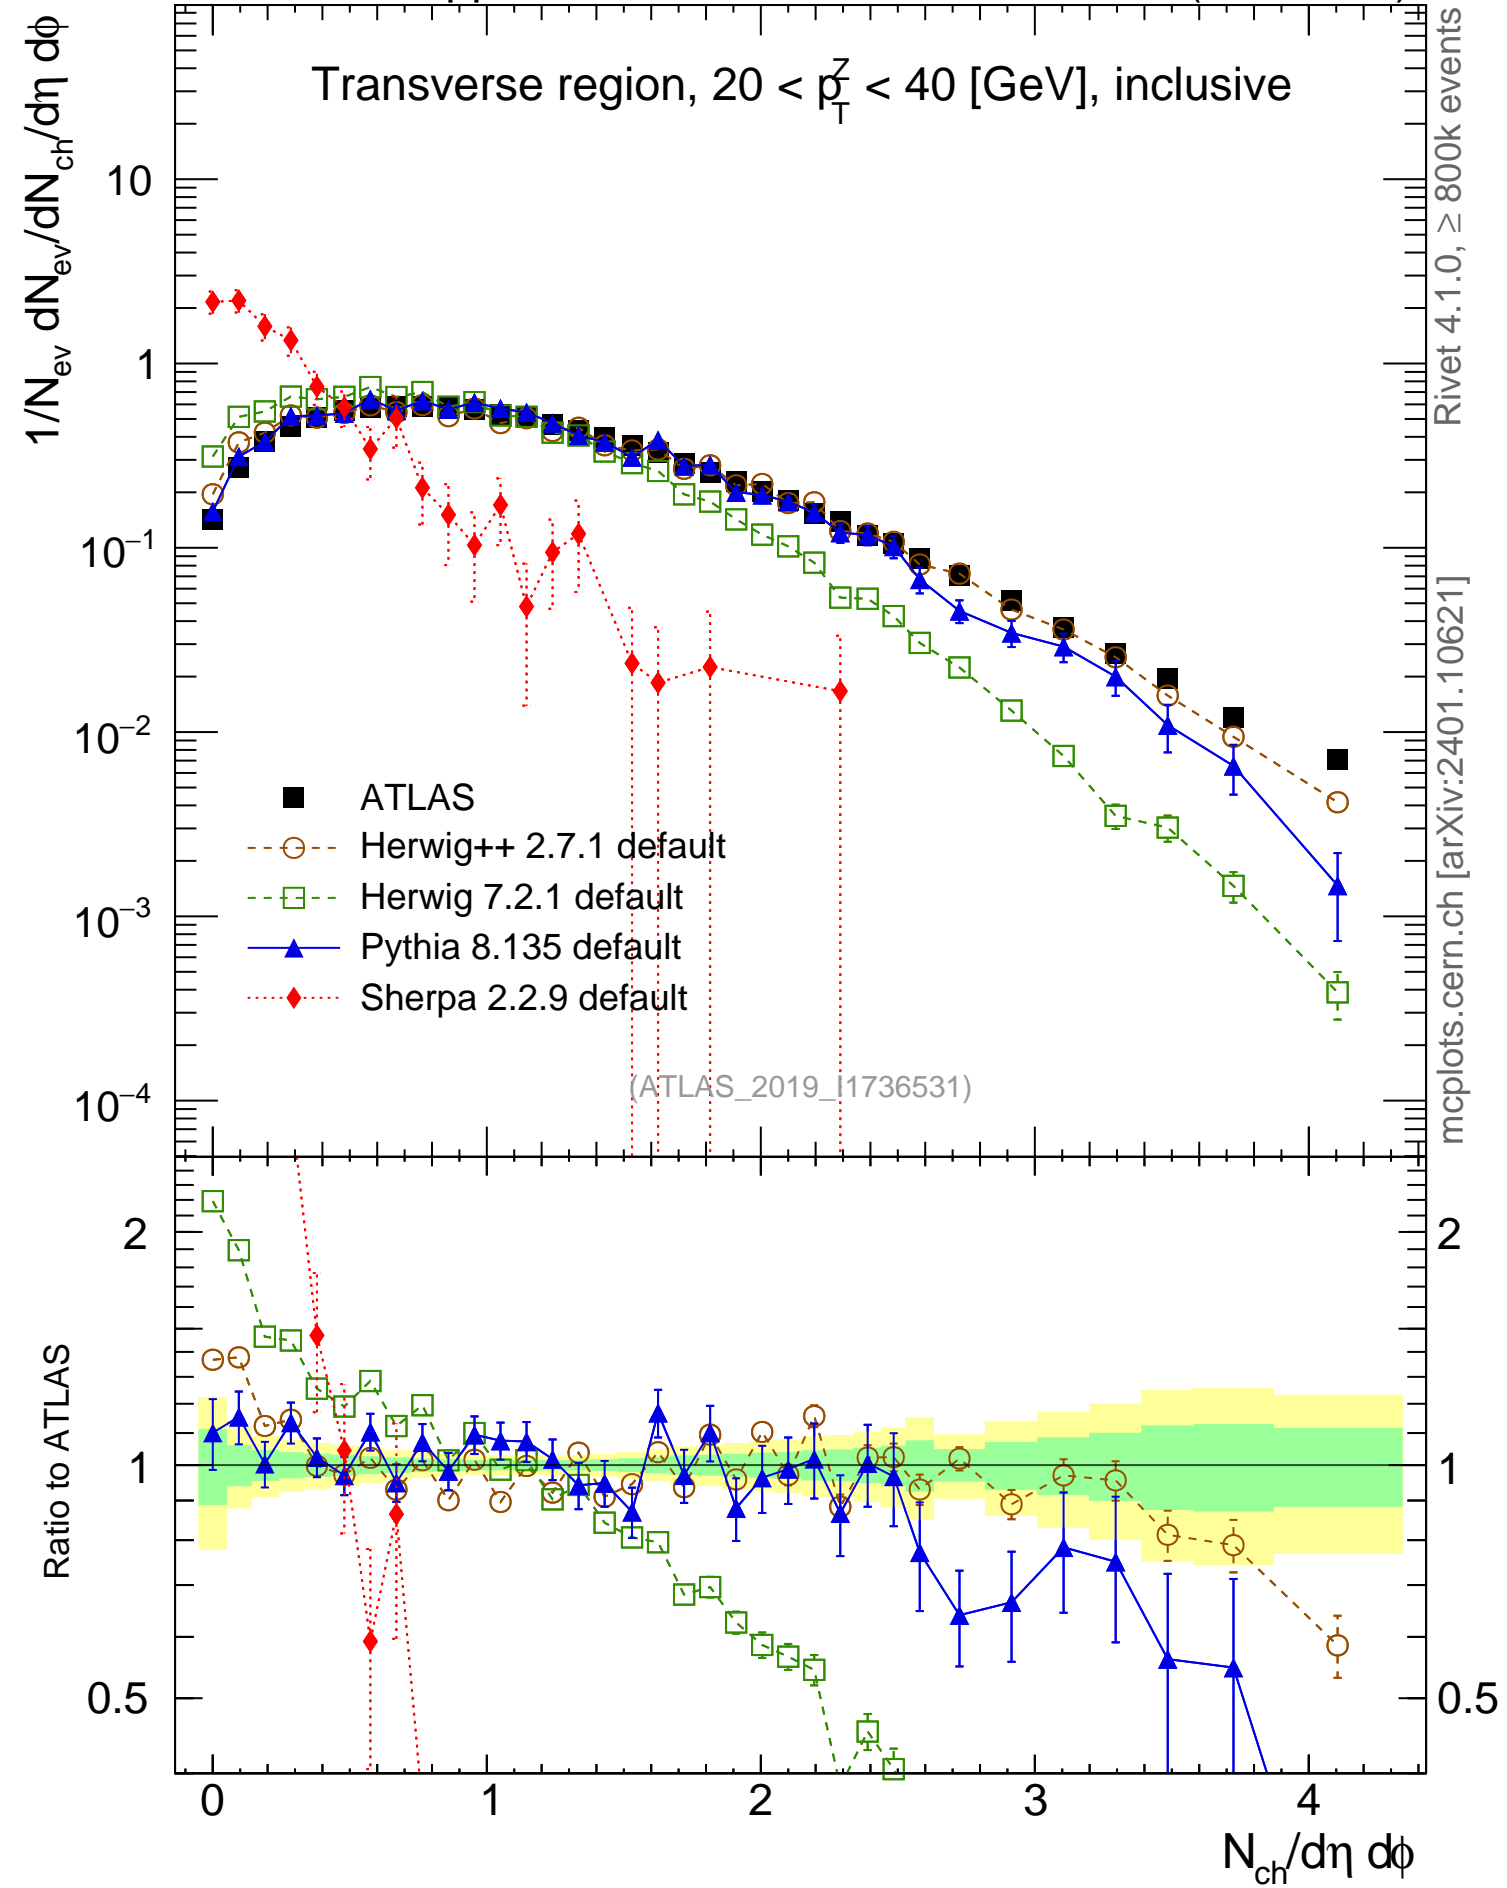 Transverse region, 20 < p_T^Z < 40 [GeV], inclusive
1/N_ev dN_ev/dN_ch/dη dϕ
10
1
10^−1
10^−2
10^−3
10^−4
ATLAS
Herwig++ 2.7.1 default
Herwig 7.2.1 default
Pythia 8.135 default
Sherpa 2.2.9 default
(ATLAS_2019_I1736531)
Rivet 4.1.0, ≥ 800k events
mcplots.cern.ch [arXiv:2401.10621]
Ratio to ATLAS
2
1
0.5
2
1
0.5
0 1 2 3 4
N_ch/dη dϕ